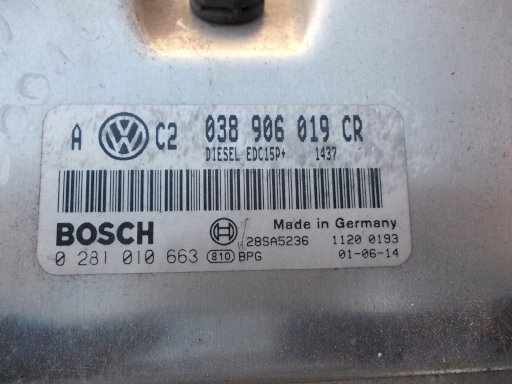 A VW C2 038 906 019 CR
DIESEL EDC15P+ 1437
BOSCH Made in Germany
28SA5236 1120 0193
0 281 010 663 810 BPG 01-06-14